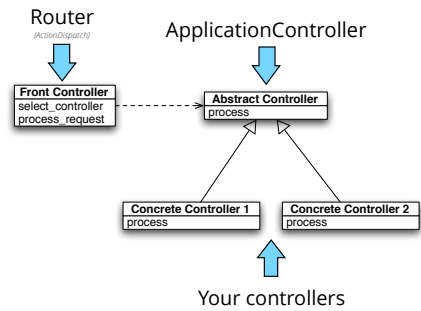 Router
(ActionDispatch)
ApplicationController
Front Controller
select_controller
process_request
Abstract Controller
process
Concrete Controller 1
process
Concrete Controller 2
process
Your controllers